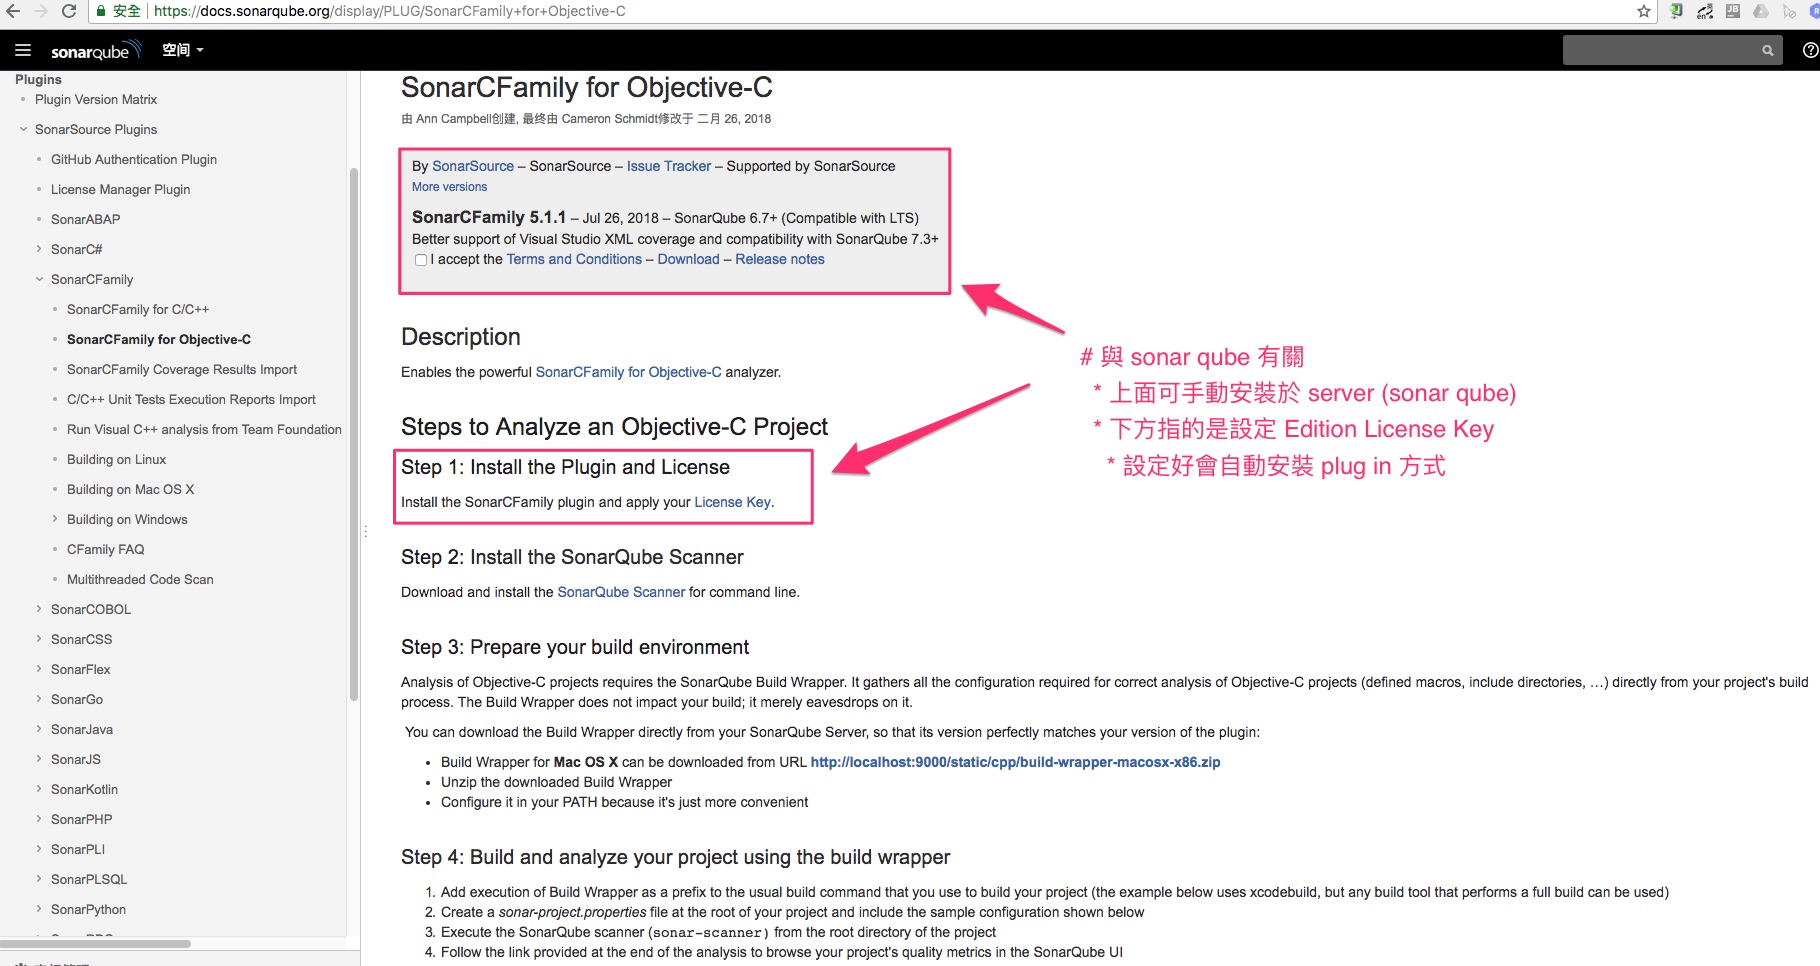 安全 https://docs.sonarqube.org/display/PLUG/SonarCFamily+for+Objective-C
sonarqube 空间
Plugins
Plugin Version Matrix
SonarSource Plugins
GitHub Authentication Plugin
License Manager Plugin
SonarABAP
SonarC#
SonarCFamily
SonarCFamily for C/C++
SonarCFamily for Objective-C
SonarCFamily Coverage Results Import
C/C++ Unit Tests Execution Reports Import
Run Visual C++ analysis from Team Foundation
Building on Linux
Building on Mac OS X
Building on Windows
CFamily FAQ
Multithreaded Code Scan
SonarCOBOL
SonarCSS
SonarFlex
SonarGo
SonarJava
SonarJS
SonarKotlin
SonarPHP
SonarPLI
SonarPLSQL
SonarPython
SonarCFamily for Objective-C
由 Ann Campbell创建, 最终由 Cameron Schmidt修改于 二月 26, 2018
By SonarSource – SonarSource – Issue Tracker – Supported by SonarSource
More versions
SonarCFamily 5.1.1 – Jul 26, 2018 – SonarQube 6.7+ (Compatible with LTS)
Better support of Visual Studio XML coverage and compatibility with SonarQube 7.3+
I accept the Terms and Conditions – Download – Release notes
# 與 sonar qube 有關
* 上面可手動安裝於 server (sonar qube)
* 下方指的是設定 Edition License Key
* 設定好會自動安裝 plug in 方式
Description
Enables the powerful SonarCFamily for Objective-C analyzer.
Steps to Analyze an Objective-C Project
Step 1: Install the Plugin and License
Install the SonarCFamily plugin and apply your License Key.
Step 2: Install the SonarQube Scanner
Download and install the SonarQube Scanner for command line.
Step 3: Prepare your build environment
Analysis of Objective-C projects requires the SonarQube Build Wrapper. It gathers all the configuration required for correct analysis of Objective-C projects (defined macros, include directories, …) directly from your project's build
process. The Build Wrapper does not impact your build; it merely eavesdrops on it.
You can download the Build Wrapper directly from your SonarQube Server, so that its version perfectly matches your version of the plugin:
• Build Wrapper for Mac OS X can be downloaded from URL http://localhost:9000/static/cpp/build-wrapper-macosx-x86.zip
• Unzip the downloaded Build Wrapper
• Configure it in your PATH because it's just more convenient
Step 4: Build and analyze your project using the build wrapper
1. Add execution of Build Wrapper as a prefix to the usual build command that you use to build your project (the example below uses xcodebuild, but any build tool that performs a full build can be used)
2. Create a sonar-project.properties file at the root of your project and include the sample configuration shown below
3. Execute the SonarQube scanner (sonar-scanner) from the root directory of the project
4. Follow the link provided at the end of the analysis to browse your project's quality metrics in the SonarQube UI